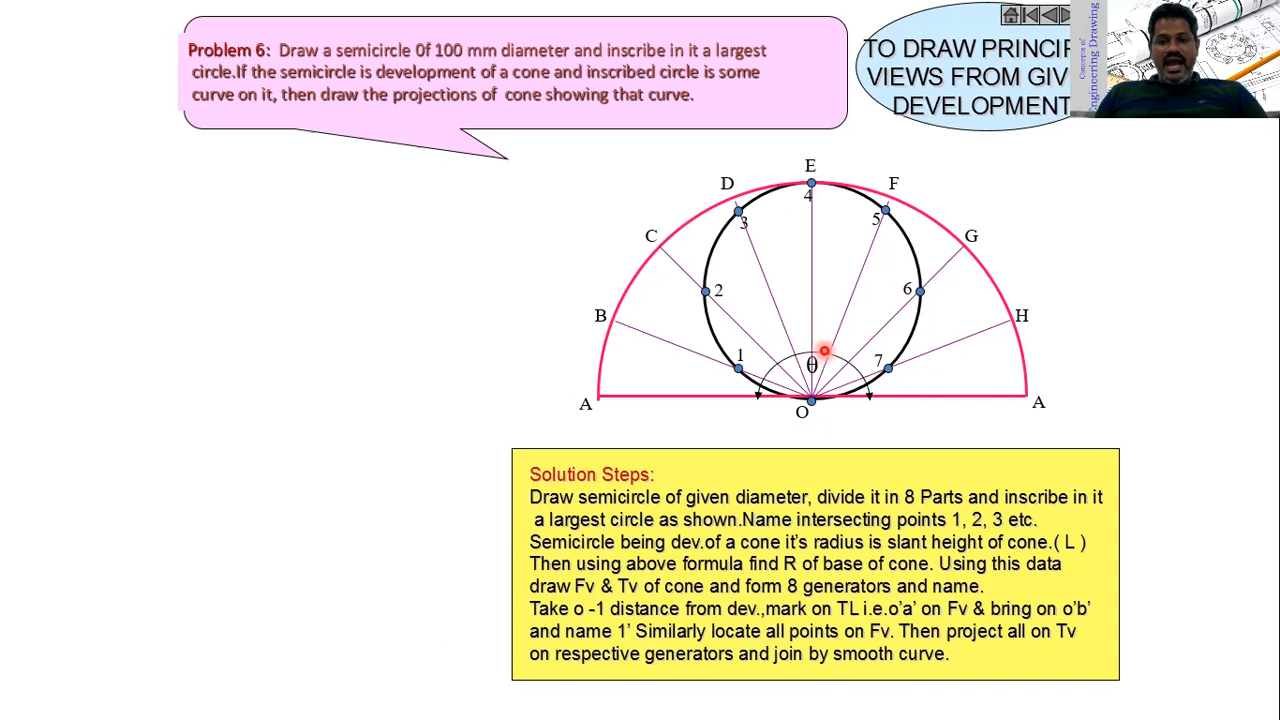 Problem 6: Draw a semicircle 0f 100 mm diameter and inscribe in it a largest
circle.If the semicircle is development of a cone and inscribed circle is some
curve on it, then draw the projections of cone showing that curve.
TO DRAW PRINCIP
VIEWS FROM GIV
DEVELOPMENT
Concepts of
Engineering Drawing
E
D
F
4
3
5
C
G
2
6
B
H
1
7
θ
A
A
O
Solution Steps:
Draw semicircle of given diameter, divide it in 8 Parts and inscribe in it
a largest circle as shown.Name intersecting points 1, 2, 3 etc.
Semicircle being dev.of a cone it’s radius is slant height of cone.( L )
Then using above formula find R of base of cone. Using this data
draw Fv & Tv of cone and form 8 generators and name.
Take o -1 distance from dev.,mark on TL i.e.o’a’ on Fv & bring on o’b’
and name 1’ Similarly locate all points on Fv. Then project all on Tv
on respective generators and join by smooth curve.